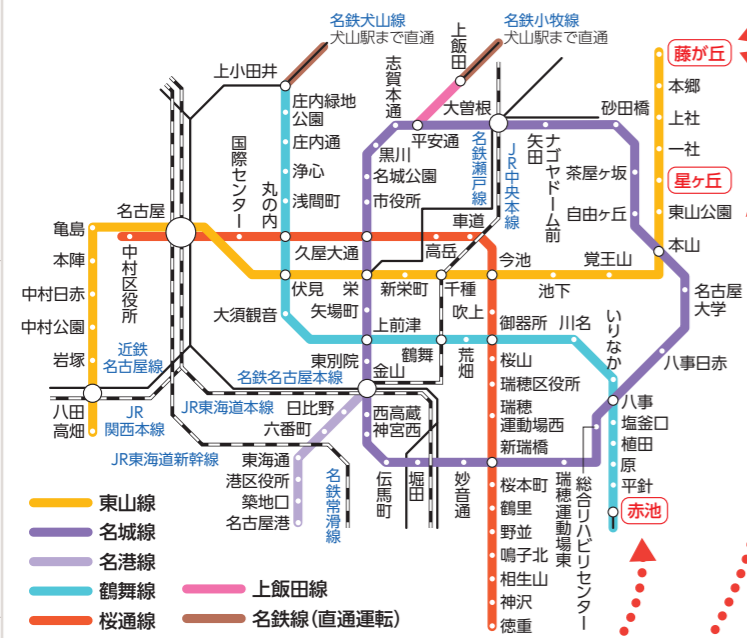 名鉄犬山線
犬山駅まで直通
名鉄小牧線
犬山駅まで直通
上飯田
志賀本通
上小田井
大曽根
砂田橋
藤が丘
本郷
上社
一社
星ヶ丘
東山公園
本山
庄内緑地
公園
庄内通
浄心
浅間町
平安通
黒川
名城公園
市役所
名鉄瀬戸線
JR中央本線
ナゴヤドーム前
矢田
茶屋ヶ坂
自由ヶ丘
国際センター
丸の内
名古屋
亀島
本陣
中村日赤
中村公園
岩塚
八田
高畑
中村区役所
久屋大通
高岳
車道
今池
覚王山
池下
伏見
栄
新栄町
千種
吹上
大須観音
矢場町
上前津
鶴舞
荒畑
御器所
川名
いりなか
名古屋
大学
八事日赤
八事
塩釜口
植田
原
平針
赤池
東別院
金山
桜山
瑞穂区役所
瑞穂
運動場西
新瑞橋
近鉄
名古屋線
名鉄名古屋本線
JR
関西本線
JR東海道本線
JR東海道新幹線
日比野
六番町
東海通
港区役所
築地口
名古屋港
名鉄常滑線
西高蔵
神宮西
伝馬町
堀田
妙音通
桜本町
鶴里
野並
鳴子北
相生山
神沢
徳重
瑞穂運動場東
総合リハビリセンター
東山線
名城線
名港線
鶴舞線
桜通線
上飯田線
名鉄線(直通運転)